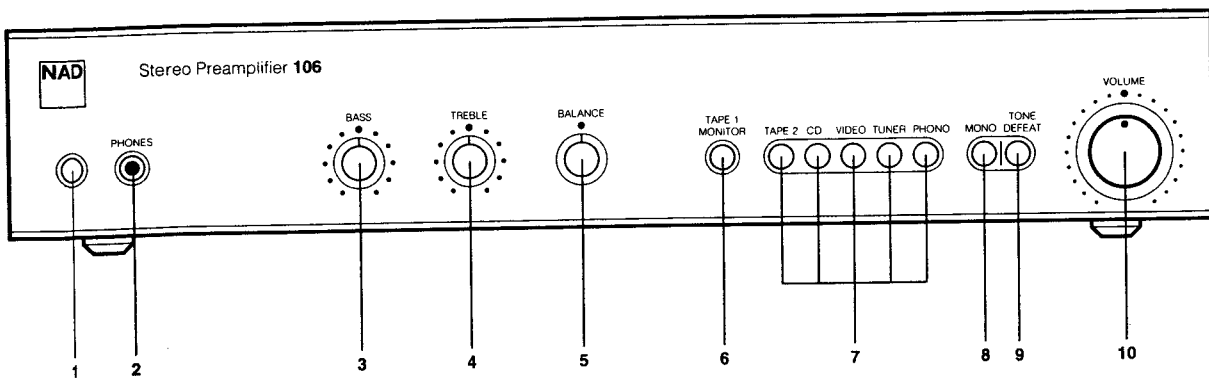 NAD
Stereo Preamplifier 106
PHONES
BASS
TREBLE
BALANCE
TAPE 1
MONITOR
TAPE 2 CD VIDEO TUNER PHONO
MONO
TONE
DEFEAT
VOLUME
1 2 3 4 5 6 7 8 9 10